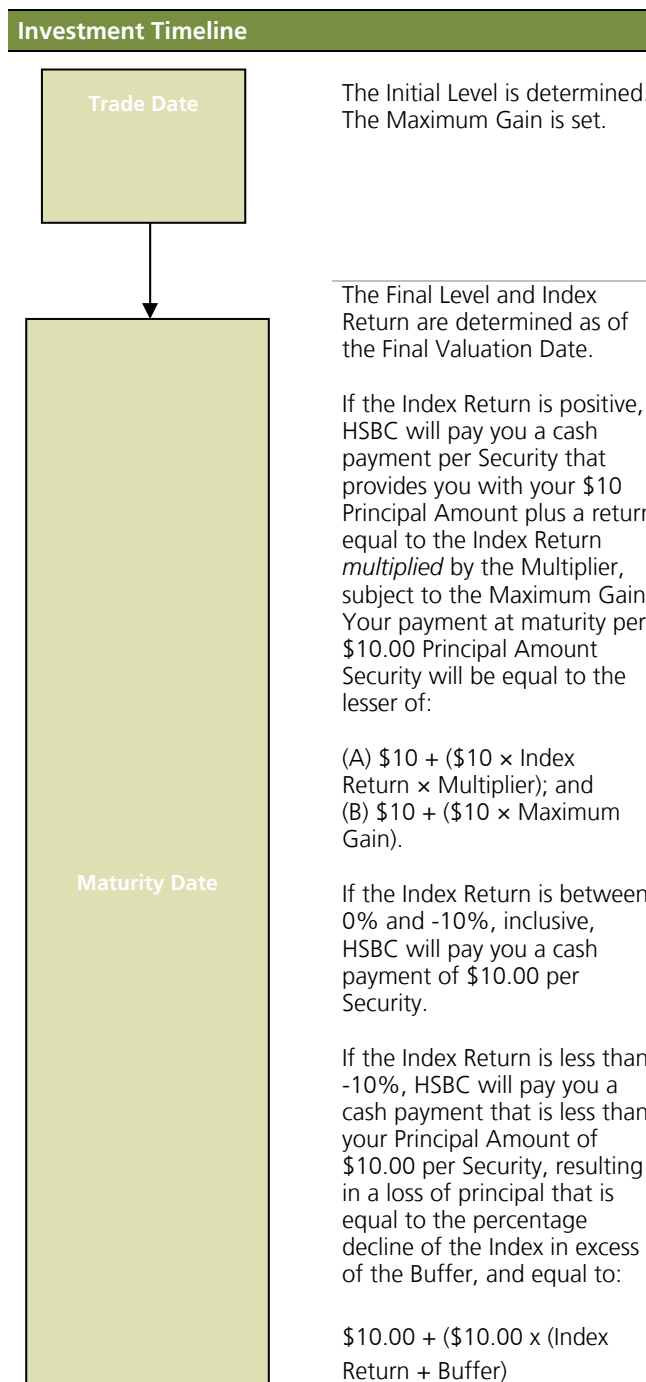 Investment Timeline
Trade Date
The Initial Level is determined.
The Maximum Gain is set.
The Final Level and Index
Return are determined as of
the Final Valuation Date.
If the Index Return is positive,
HSBC will pay you a cash
payment per Security that
provides you with your $10
Principal Amount plus a return
equal to the Index Return
multiplied by the Multiplier,
subject to the Maximum Gain
Your payment at maturity per
$10.00 Principal Amount
Security will be equal to the
lesser of:
(A) $10 + ($10 × Index
Return × Multiplier); and
(B) $10 + ($10 × Maximum
Gain).
Maturity Date
If the Index Return is between
0% and -10%, inclusive,
HSBC will pay you a cash
payment of $10.00 per
Security.
If the Index Return is less than
-10%, HSBC will pay you a
cash payment that is less than
your Principal Amount of
$10.00 per Security, resulting
in a loss of principal that is
equal to the percentage
decline of the Index in excess
of the Buffer, and equal to:
$10.00 + ($10.00 x (Index
Return + Buffer)